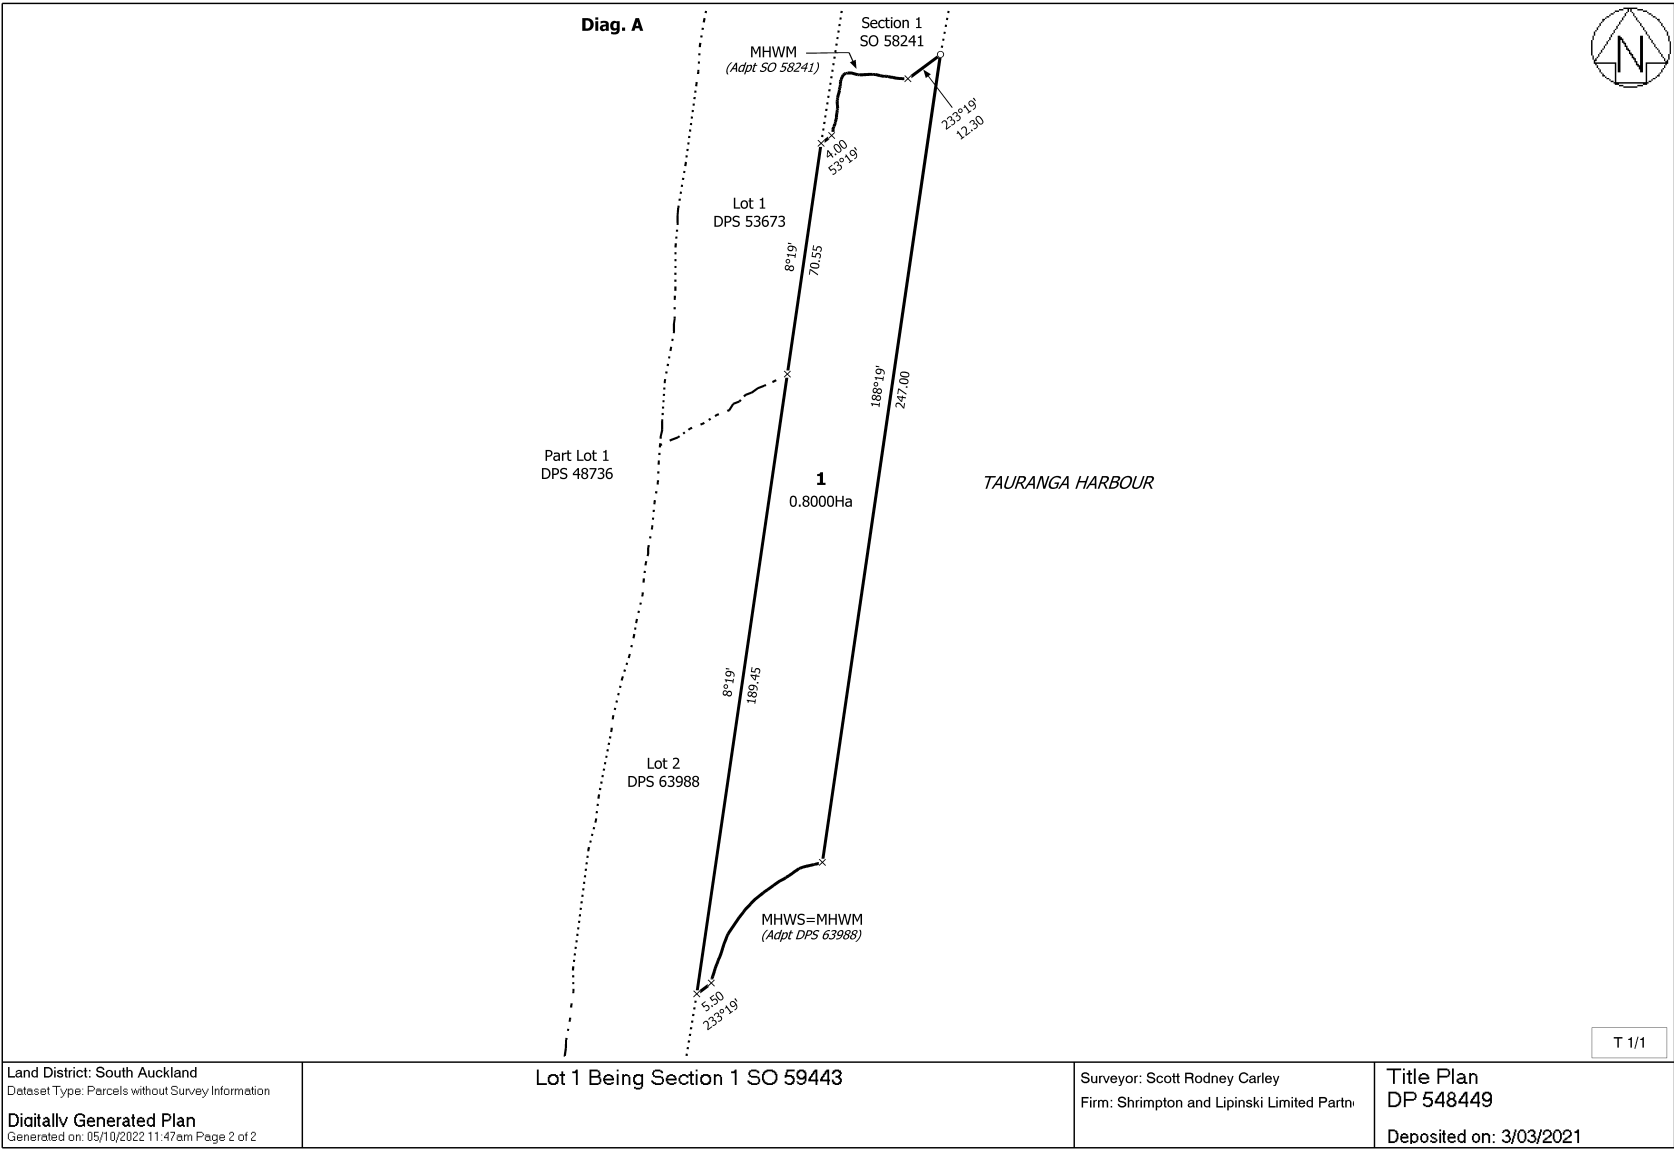 Diag. A
Section 1
SO 58241
N
MHWM
(Adpt SO 58241)
233°19'
12.30
4.00
53°19'
Lot 1
DPS 53673
8°19'
70.55
188°19'
247.00
Part Lot 1
DPS 48736
1
0.8000Ha
TAURANGA HARBOUR
8°19'
189.45
Lot 2
DPS 63988
MHWS=MHWM
(Adpt DPS 63988)
5.50
233°19'
T 1/1
Land District: South Auckland
Dataset Type: Parcels without Survey Information
Digitally Generated Plan
Generated on: 05/10/2022 11:47am Page 2 of 2
Lot 1 Being Section 1 SO 59443
Surveyor: Scott Rodney Carley
Firm: Shrimpton and Lipinski Limited Partn
Title Plan
DP 548449
Deposited on: 3/03/2021